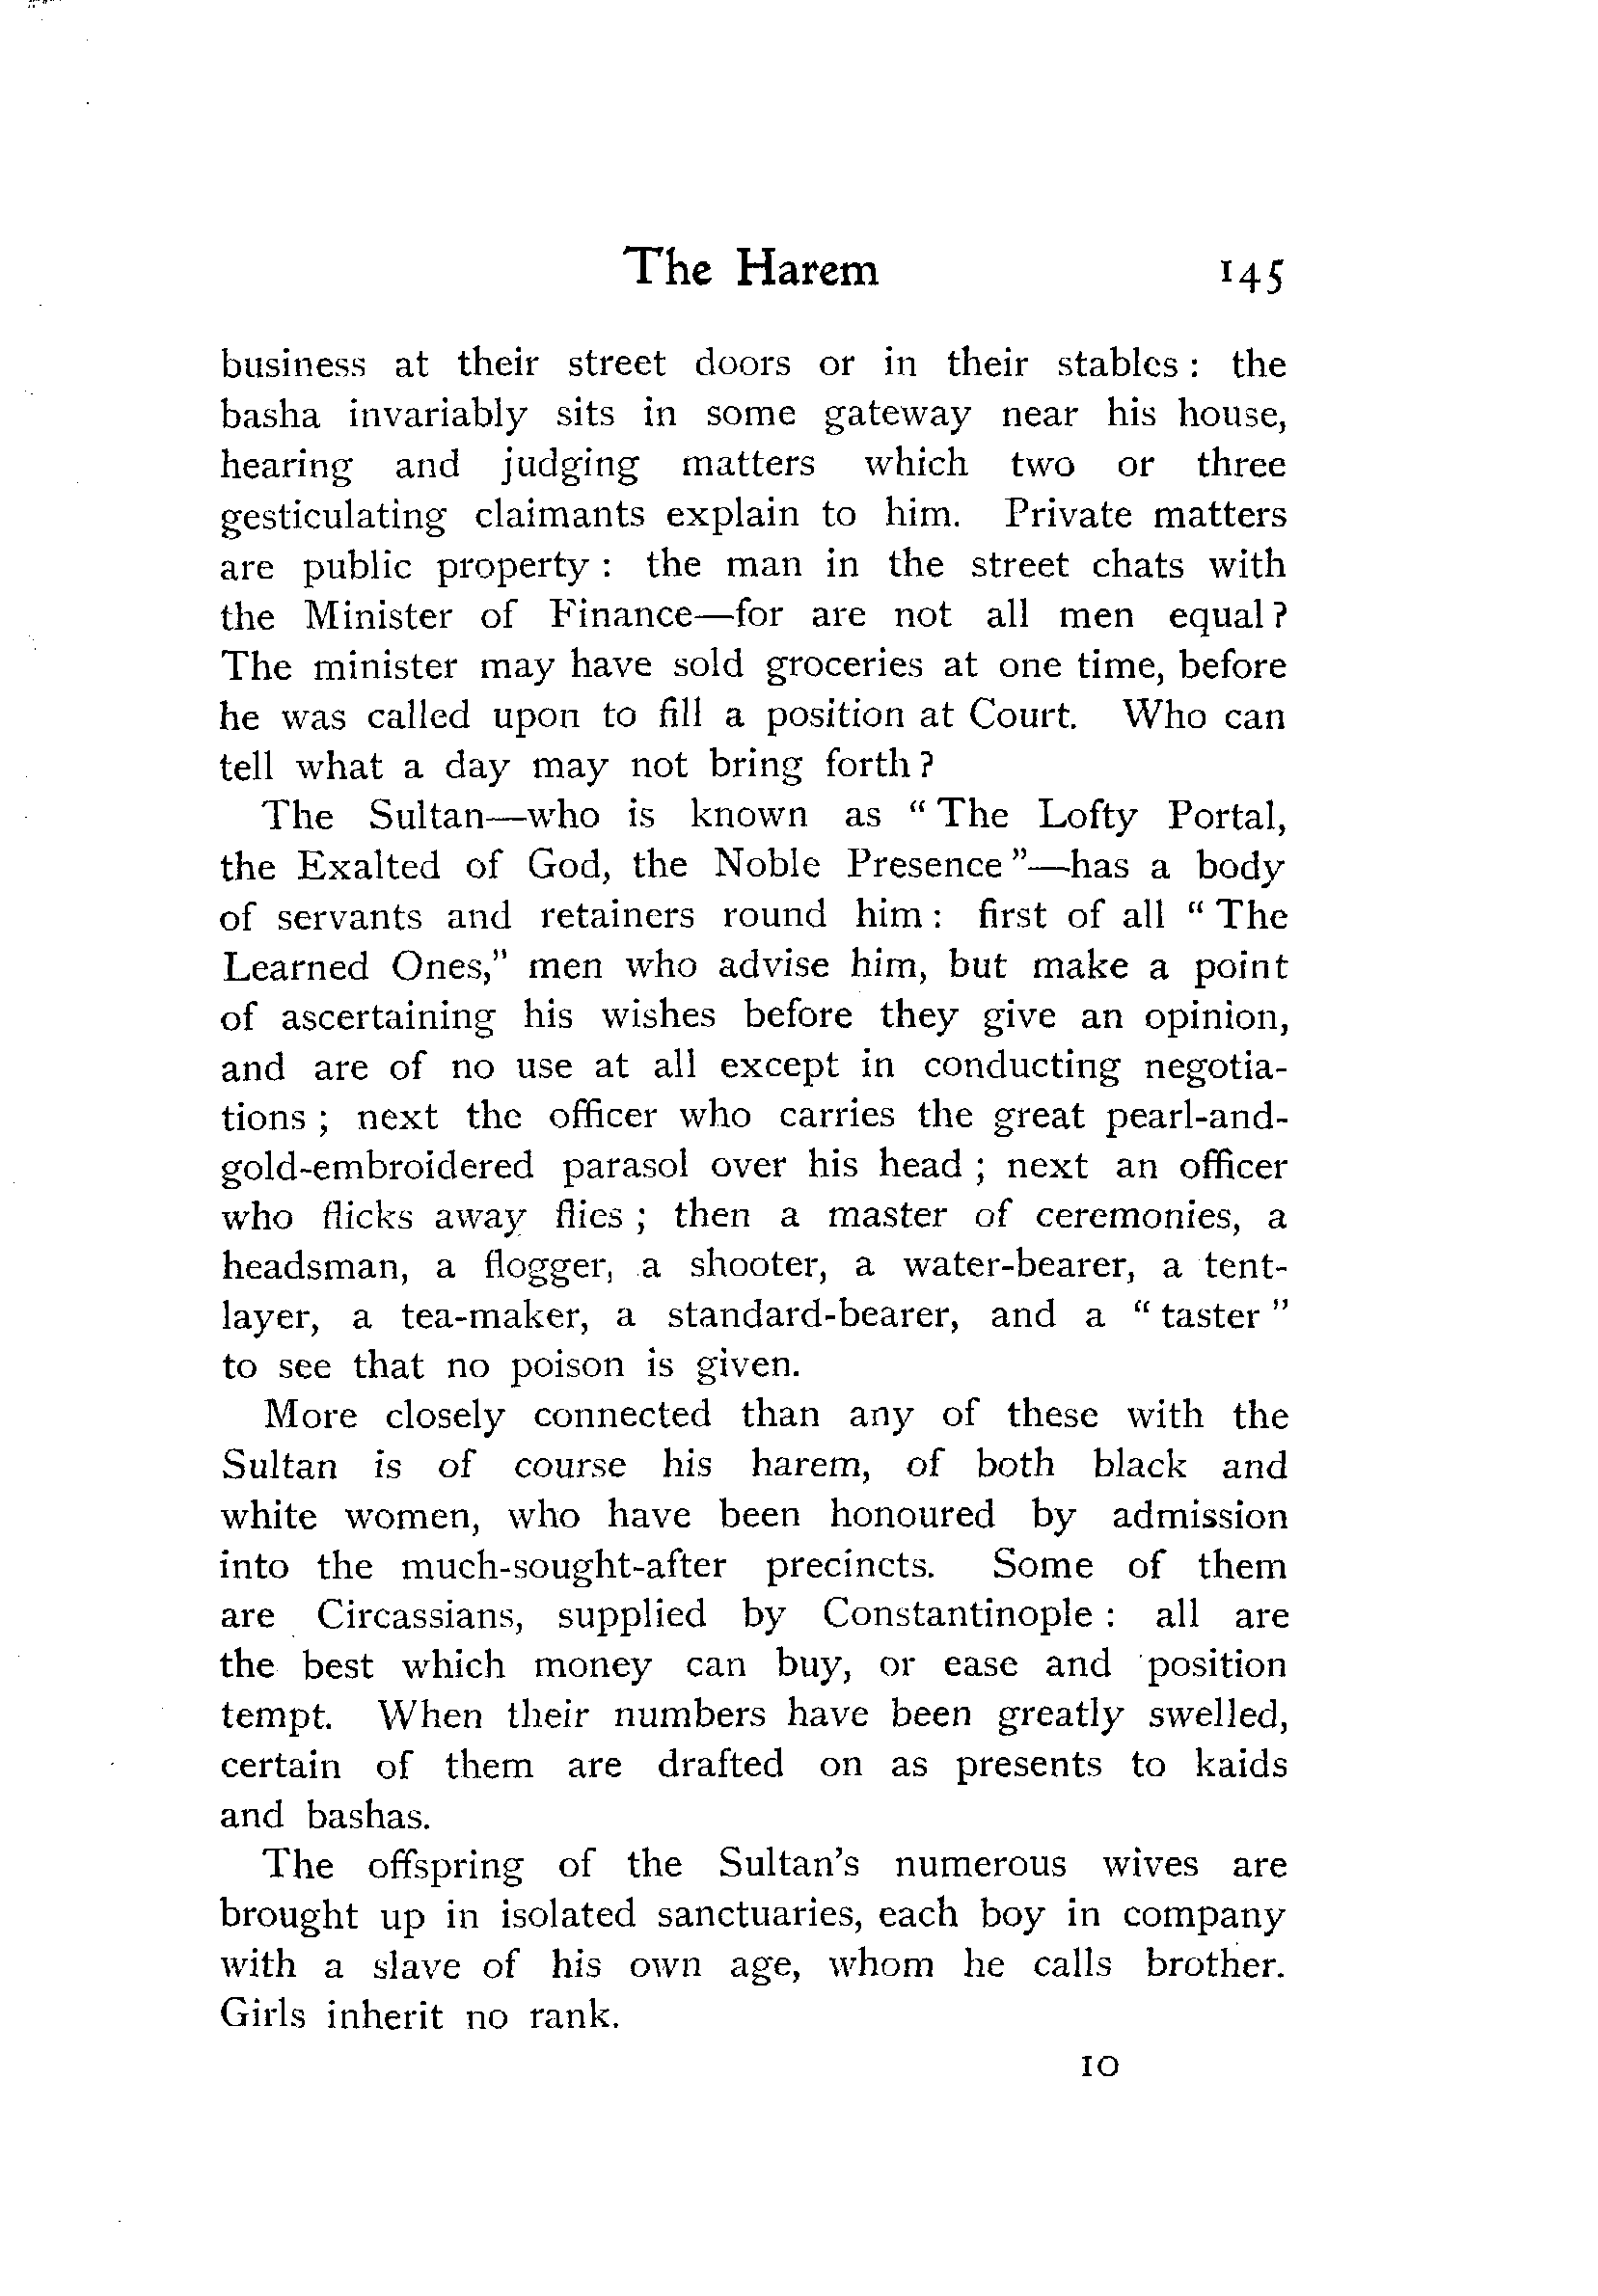 The Harem 145
business at their street doors or in their stables : the
basha invariably sits in some gateway near his house,
hearing and judging matters which two or three
gesticulating claimants explain to him. Private matters
are public property : the man in the street chats with
the Minister of Finance—for are not all men equal ?
The minister may have sold groceries at one time, before
he was called upon to fill a position at Court. Who can
tell what a day may not bring forth ?
The Sultan—who is known as “ The Lofty Portal,
the Exalted of God, the Noble Presence ”—has a body
of servants and retainers round him : first of all “ The
Learned Ones,” men who advise him, but make a point
of ascertaining his wishes before they give an opinion,
and are of no use at all except in conducting negotia-
tions ; next the officer who carries the great pearl-and-
gold-embroidered parasol over his head ; next an officer
who flicks away flies ; then a master of ceremonies, a
headsman, a flogger, a shooter, a water-bearer, a tent-
layer, a tea-maker, a standard-bearer, and a “ taster ”
to see that no poison is given.
More closely connected than any of these with the
Sultan is of course his harem, of both black and
white women, who have been honoured by admission
into the much-sought-after precincts. Some of them
are Circassians, supplied by Constantinople : all are
the best which money can buy, or ease and position
tempt. When their numbers have been greatly swelled,
certain of them are drafted on as presents to kaids
and bashas.
The offspring of the Sultan's numerous wives are
brought up in isolated sanctuaries, each boy in company
with a slave of his own age, whom he calls brother.
Girls inherit no rank.
10